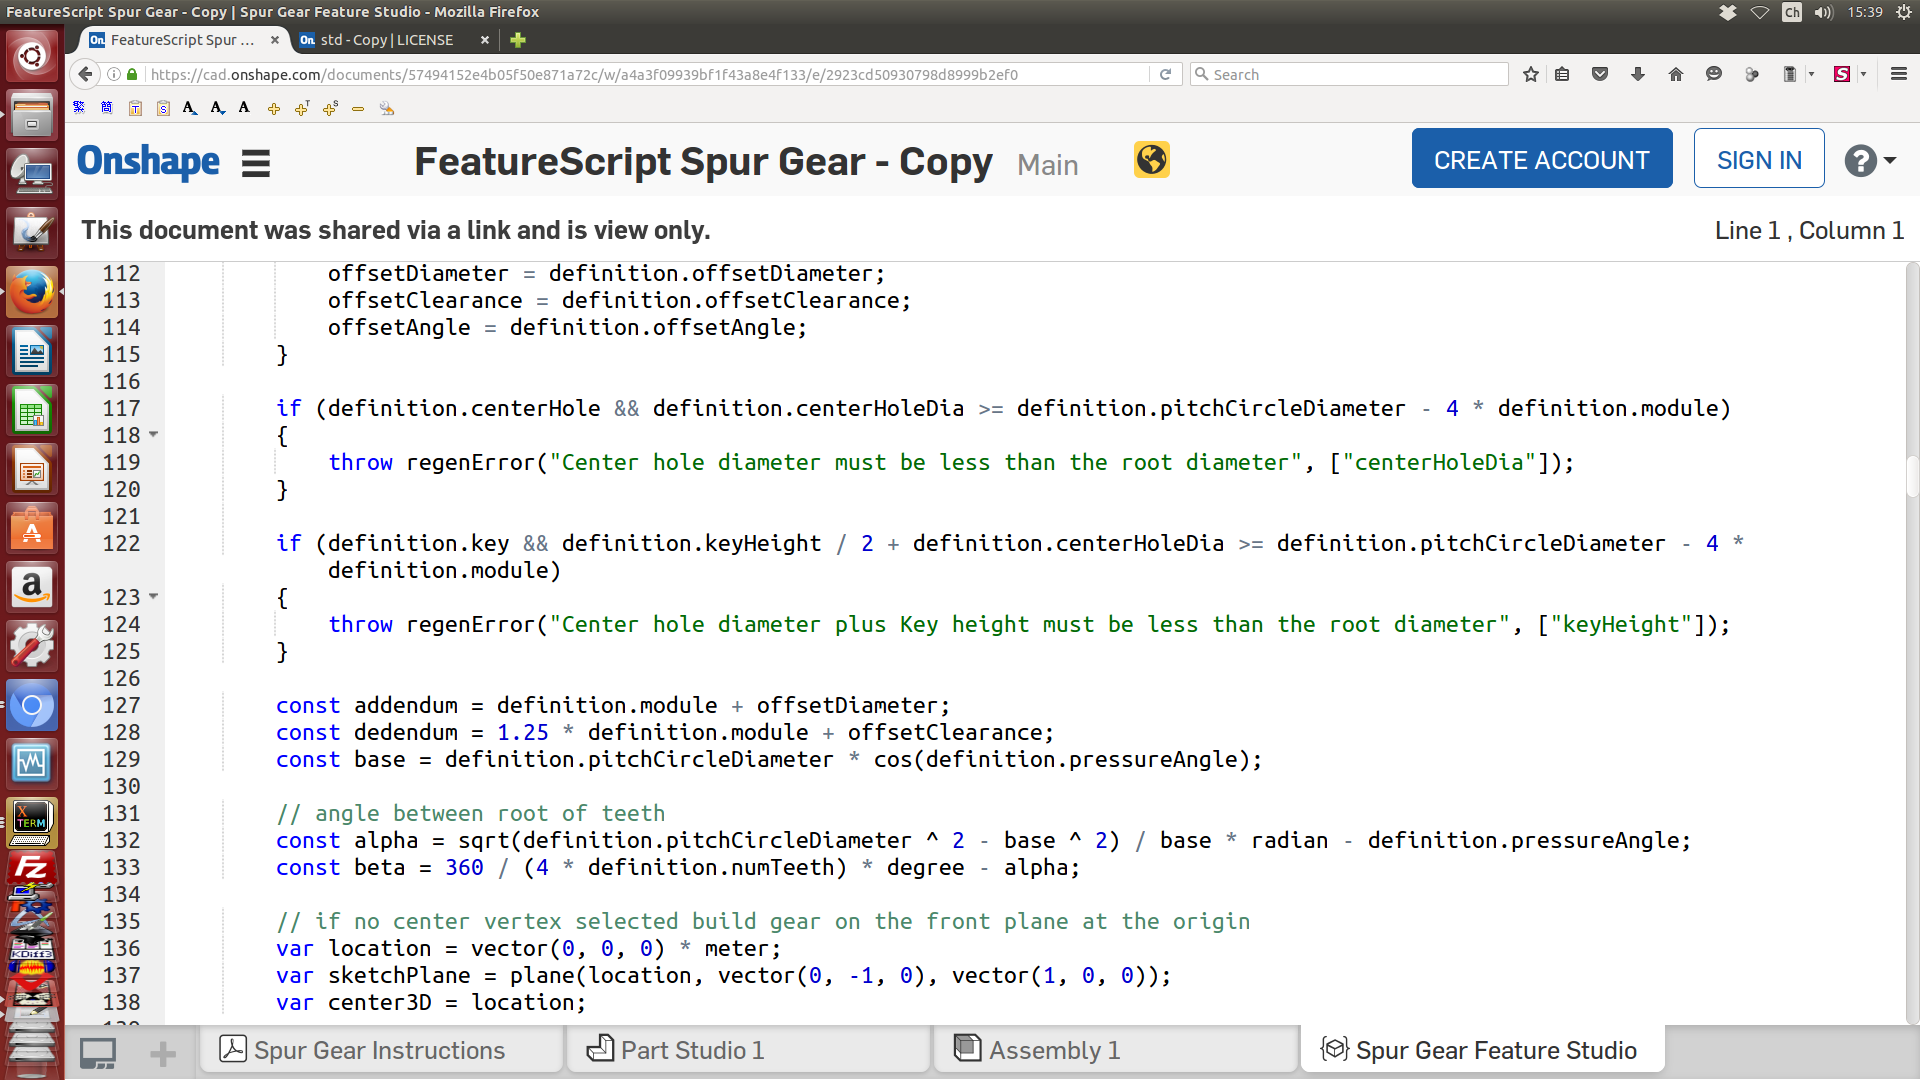 FeatureScript Spur Gear - Copy | Spur Gear Feature Studio - Mozilla Firefox
Ch
15:39
On. FeatureScript Spur ... ×
On. std - Copy | LICENSE ×
https://cad.onshape.com/documents/57494152e4b05f50e871a72c/w/a4a3f09939bf1f43a8e4f133/e/2923cd50930798d8999b2ef0
Search
Onshape
FeatureScript Spur Gear - Copy Main
CREATE ACCOUNT
SIGN IN
?
This document was shared via a link and is view only.
Line 1 , Column 1
112 offsetDiameter = definition.offsetDiameter;
113 offsetClearance = definition.offsetClearance;
114 offsetAngle = definition.offsetAngle;
115 }
116
117 if (definition.centerHole && definition.centerHoleDia >= definition.pitchCircleDiameter - 4 * definition.module)
118 {
119 throw regenError("Center hole diameter must be less than the root diameter", ["centerHoleDia"]);
120 }
121
122 if (definition.key && definition.keyHeight / 2 + definition.centerHoleDia >= definition.pitchCircleDiameter - 4 *
definition.module)
123 {
124 throw regenError("Center hole diameter plus Key height must be less than the root diameter", ["keyHeight"]);
125 }
126
127 const addendum = definition.module + offsetDiameter;
128 const dedendum = 1.25 * definition.module + offsetClearance;
129 const base = definition.pitchCircleDiameter * cos(definition.pressureAngle);
130
131 // angle between root of teeth
132 const alpha = sqrt(definition.pitchCircleDiameter ^ 2 - base ^ 2) / base * radian - definition.pressureAngle;
133 const beta = 360 / (4 * definition.numTeeth) * degree - alpha;
134
135 // if no center vertex selected build gear on the front plane at the origin
136 var location = vector(0, 0, 0) * meter;
137 var sketchPlane = plane(location, vector(0, -1, 0), vector(1, 0, 0));
138 var center3D = location;
Spur Gear Instructions
Part Studio 1
Assembly 1
Spur Gear Feature Studio
X TERM
FZ
KDiff3